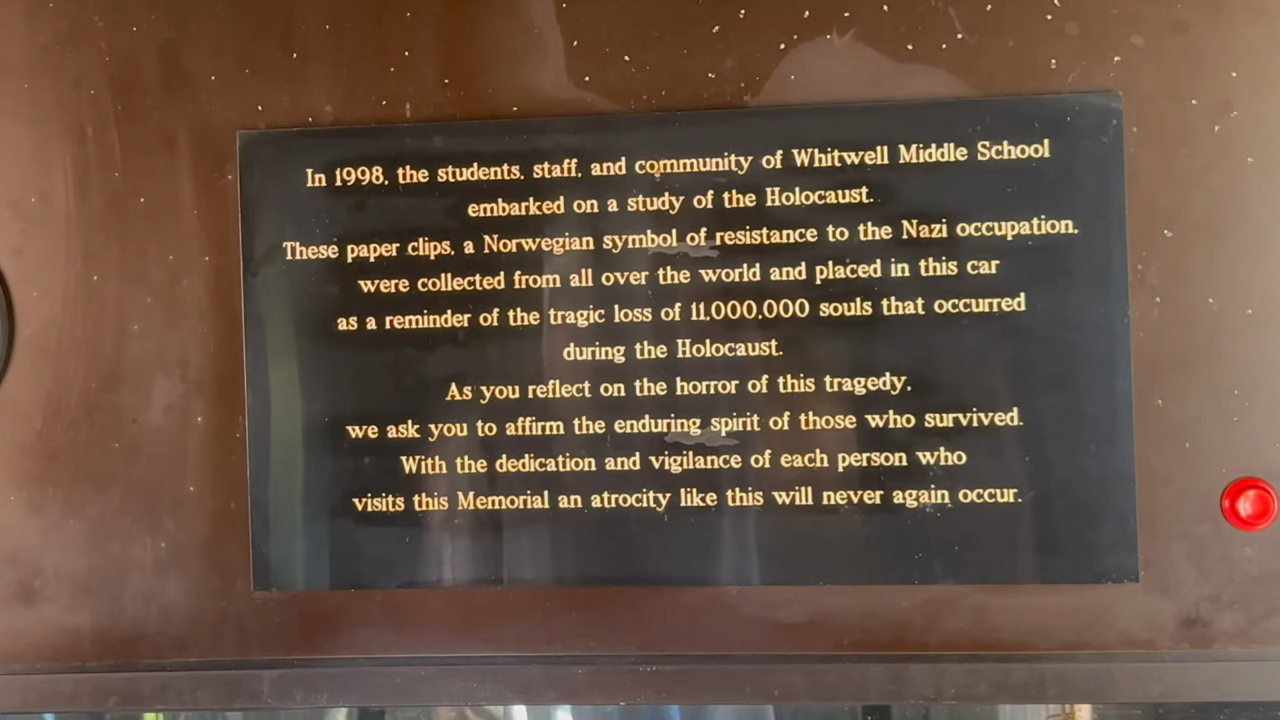 In 1998, the students, staff, and community of Whitwell Middle School
embarked on a study of the Holocaust.
These paper clips, a Norwegian symbol of resistance to the Nazi occupation,
were collected from all over the world and placed in this car
as a reminder of the tragic loss of 11,000,000 souls that occurred
during the Holocaust.
As you reflect on the horror of this tragedy,
we ask you to affirm the enduring spirit of those who survived.
With the dedication and vigilance of each person who
visits this Memorial an atrocity like this will never again occur.